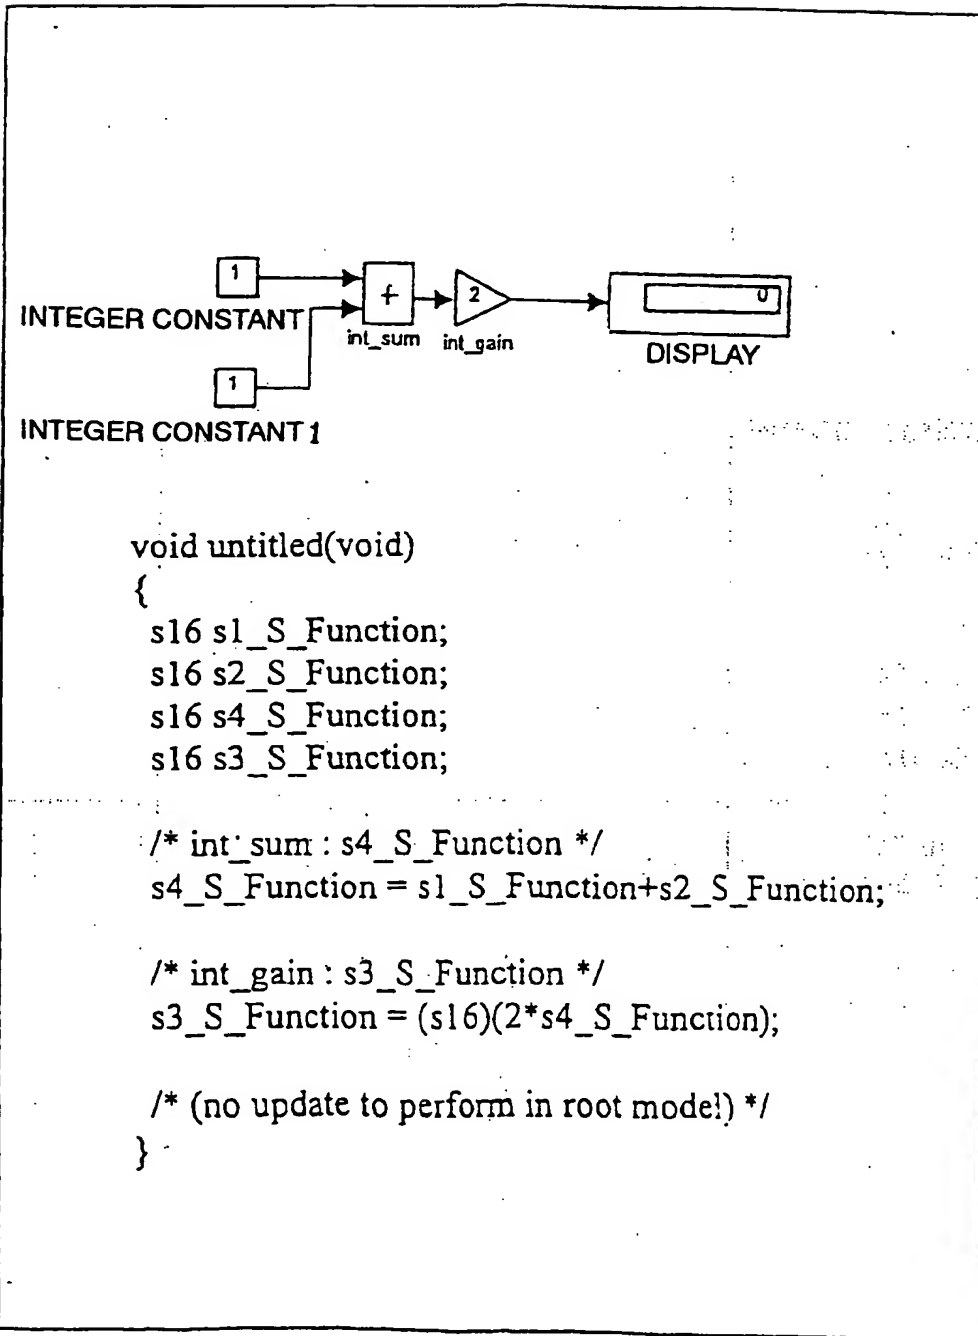 1
INTEGER CONSTANT
+
int_sum
2
int_gain
0
DISPLAY
1
INTEGER CONSTANT 1
void untitled(void)
{
s16 s1_S_Function;
s16 s2_S_Function;
s16 s4_S_Function;
s16 s3_S_Function;
/* int_sum : s4_S_Function */
s4_S_Function = s1_S_Function+s2_S_Function;
/* int_gain : s3_S_Function */
s3_S_Function = (s16)(2*s4_S_Function);
/* (no update to perform in root model) */
}